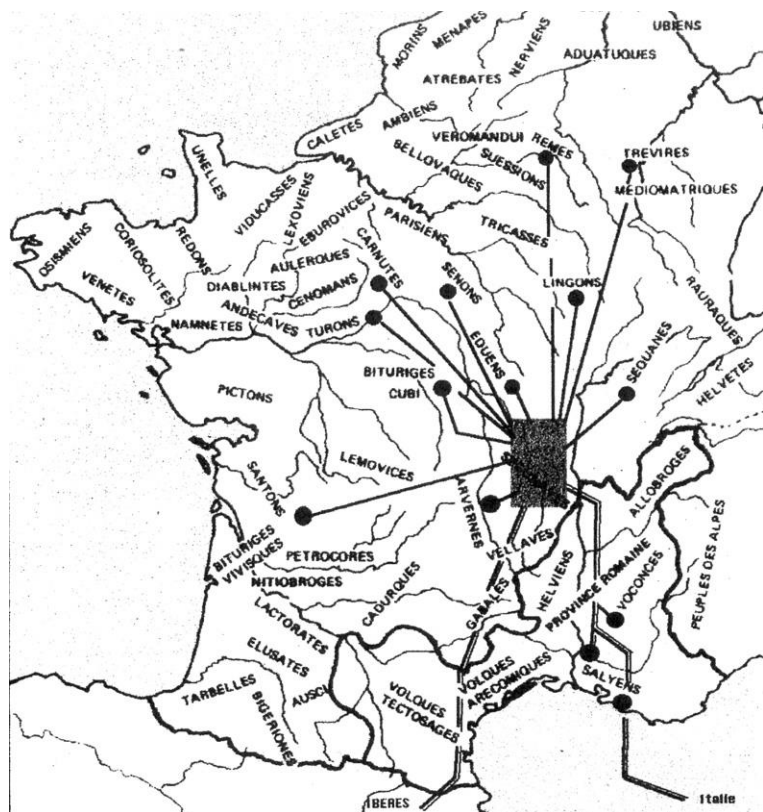 MORINS
MENAPES
NERVIENS
UBIENS
ADUATUQUES
ATREBATES
CALETES
AMBIENS
VEROMANDUI
REMES
TREVIRES
BELLOVAQUES
SUESSIONS
MEDIOMATRIQUES
UNELLES
VIDUCASSES
LEXOVIENS
EBUROVICES
PARISIENS
TRICASSES
OSISMIENS
CORIOSOLITES
REDONS
VENETES
DIABLINTES
AULERQUES
CENOMANS
CARNUTES
SENONS
LINGONS
RAURAQUES
NAMNETES
ANDECAVES
TURONS
EDUENS
SEQUANES
HELVETES
BITURIGES
CUBI
PICTONS
SANTONS
LEMOVICES
ARVERNES
ALLOBROGES
BITURIGES
VIVISQUES
PETROCORES
VELLAVES
NITIOBROGES
CADURQUES
GABALES
HELVIENS
PROVINCE ROMAINE
VOCONCES
PEUPLES DES ALPES
LACTORATES
ELUSATES
SALYENS
TARBELLES
BIGERIONES
AUSCI
VOLQUES
TECTOSAGES
VOLQUES
ARECOMIQUES
IBERES
Italie